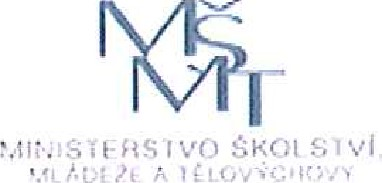 MŠ
MT
MINISTERSTVO ŠKOLSTVÍ,
MLÁDEŽE A TĚLOVÝCHOVY